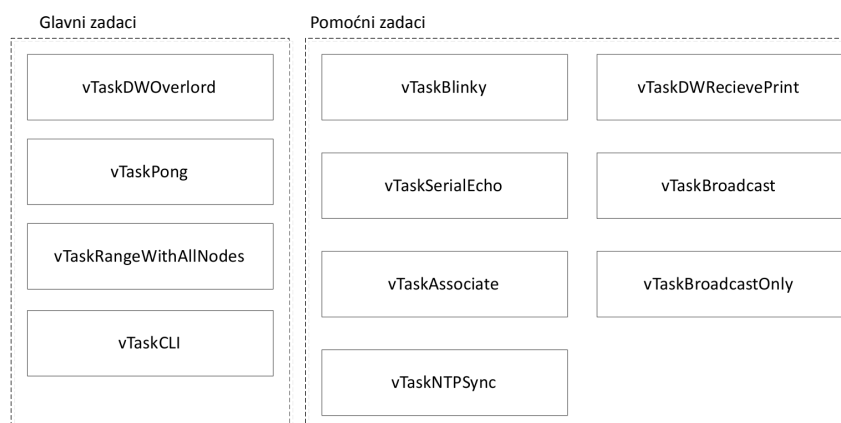 Glavni zadaci
vTaskDWOverlord
vTaskPong
vTaskRangeWithAllNodes
vTaskCLI
Pomoćni zadaci
vTaskBlinky
vTaskDWRecievePrint
vTaskSerialEcho
vTaskBroadcast
vTaskAssociate
vTaskBroadcastOnly
vTaskNTPSync